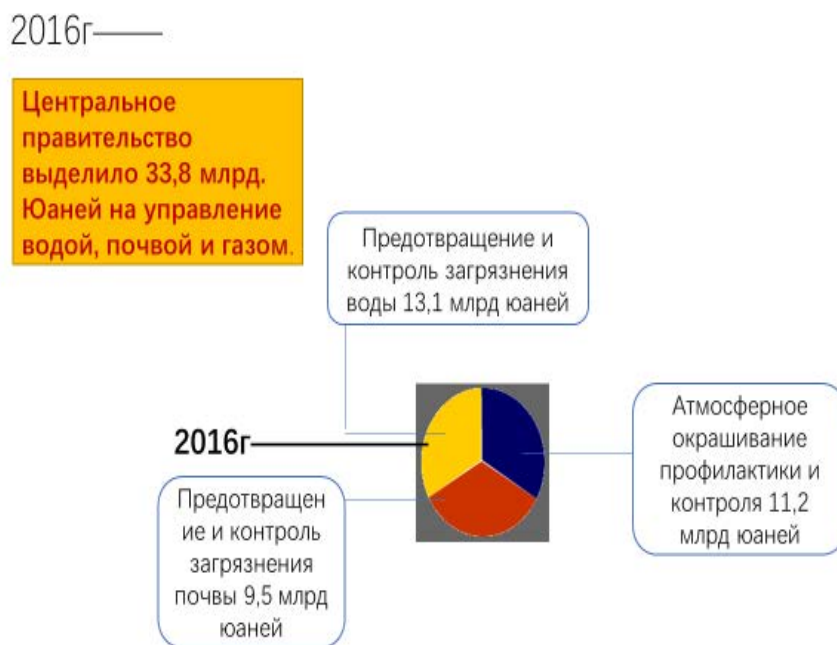 2016г——
Центральное
правительство
выделило 33,8 млрд.
Юаней на управление
водой, почвой и газом.
Предотвращение и
контроль загрязнения
воды 13,1 млрд юаней
2016г
Атмосферное
окрашивание
профилактики и
контроля 11,2
млрд юаней
Предотвращен
ие и контроль
загрязнения
почвы 9,5 млрд
юаней